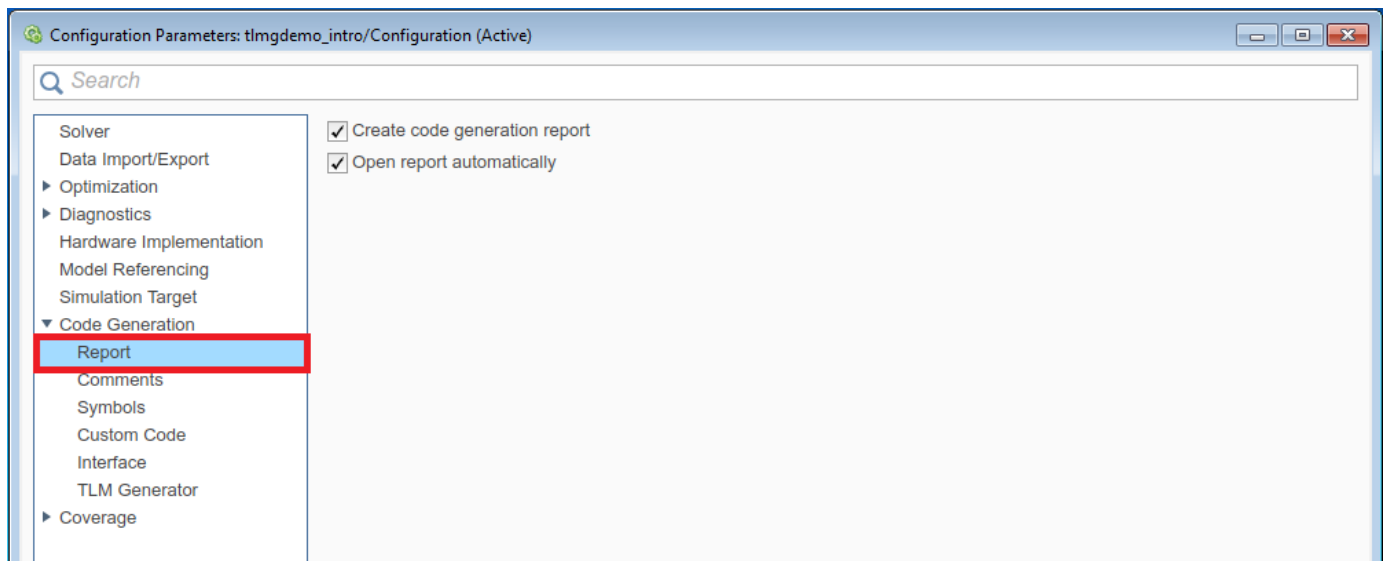 Configuration Parameters: tlmgdemo_intro/Configuration (Active)
Search
Solver
Data Import/Export
Optimization
Diagnostics
Hardware Implementation
Model Referencing
Simulation Target
Code Generation
Report
Comments
Symbols
Custom Code
Interface
TLM Generator
Coverage
Create code generation report
Open report automatically